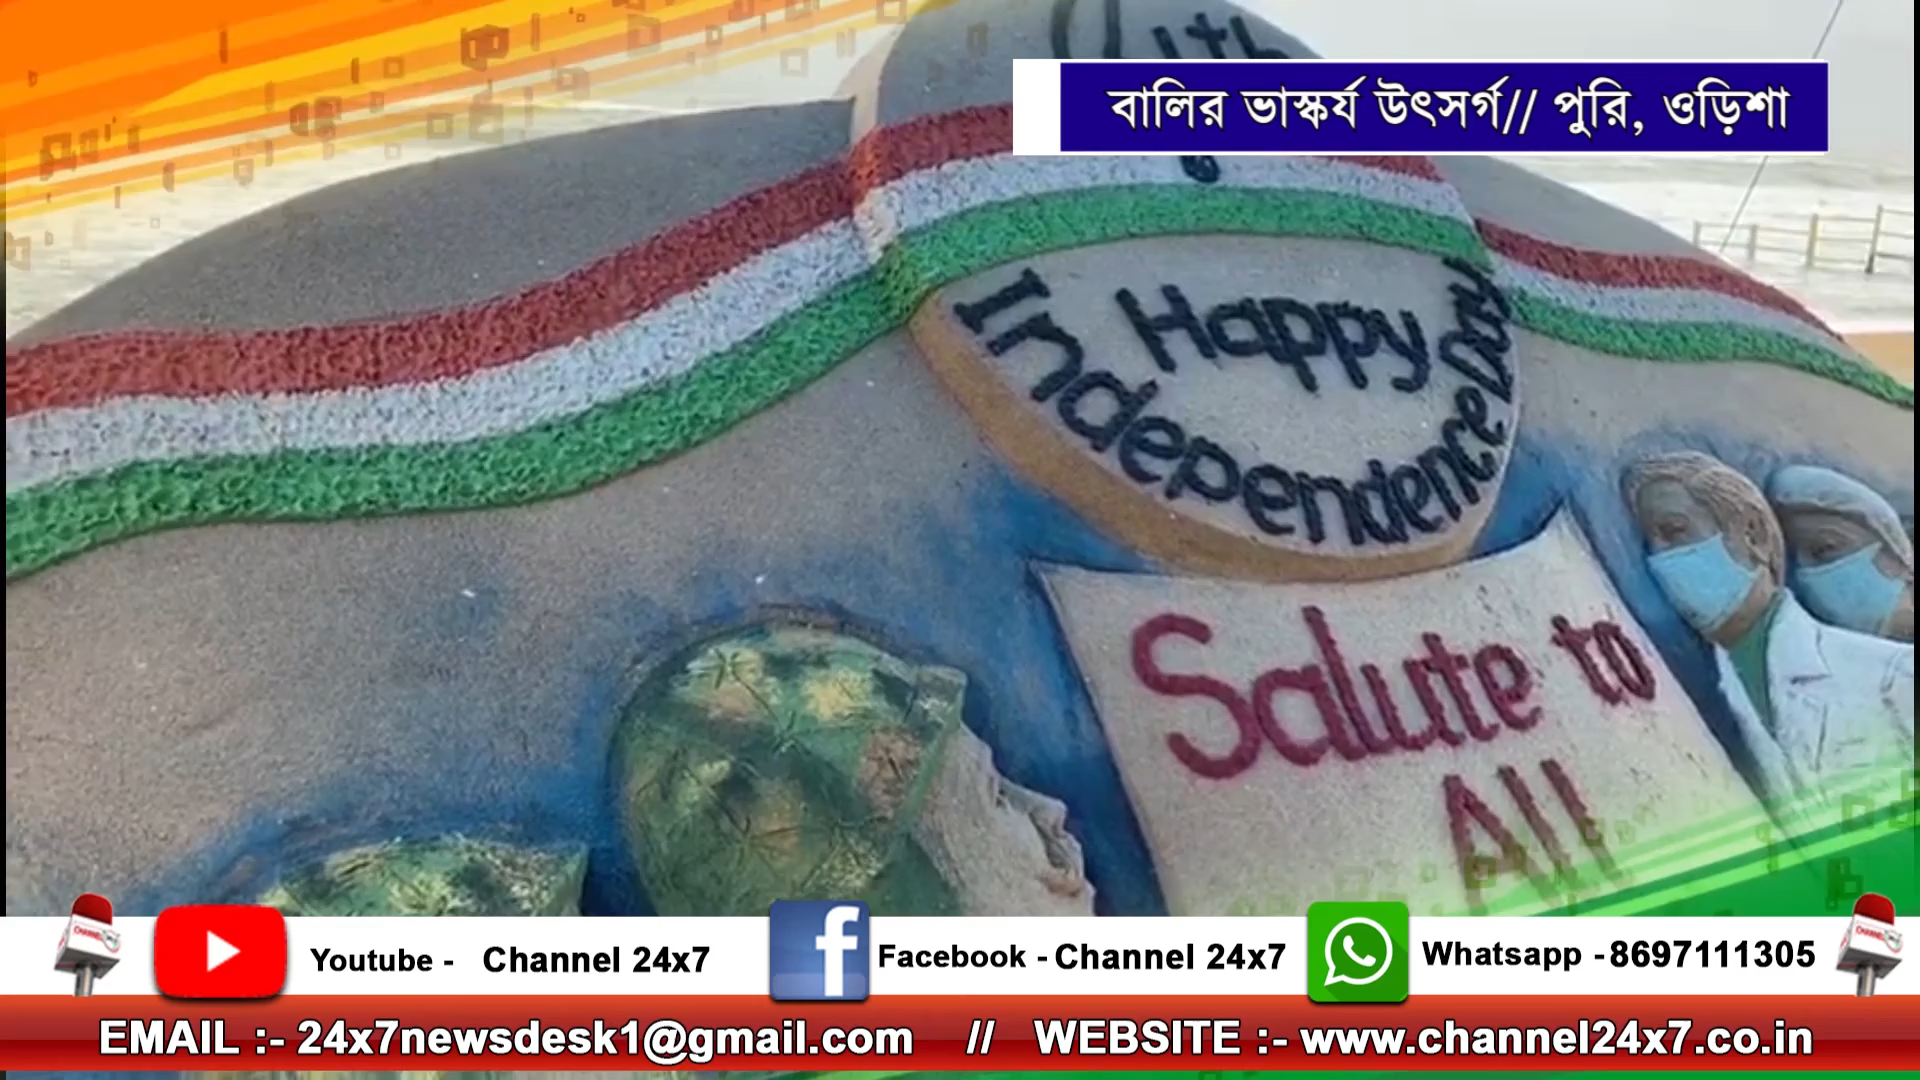 বালির ভাস্কর্য উৎসর্গ// পুরি, ওড়িশা
Happy
Independence Day
Salute to
All
Youtube - Channel 24x7
Facebook - Channel 24x7
Whatsapp -8697111305
EMAIL :- 24x7newsdesk1@gmail.com // WEBSITE :- www.channel24x7.co.in